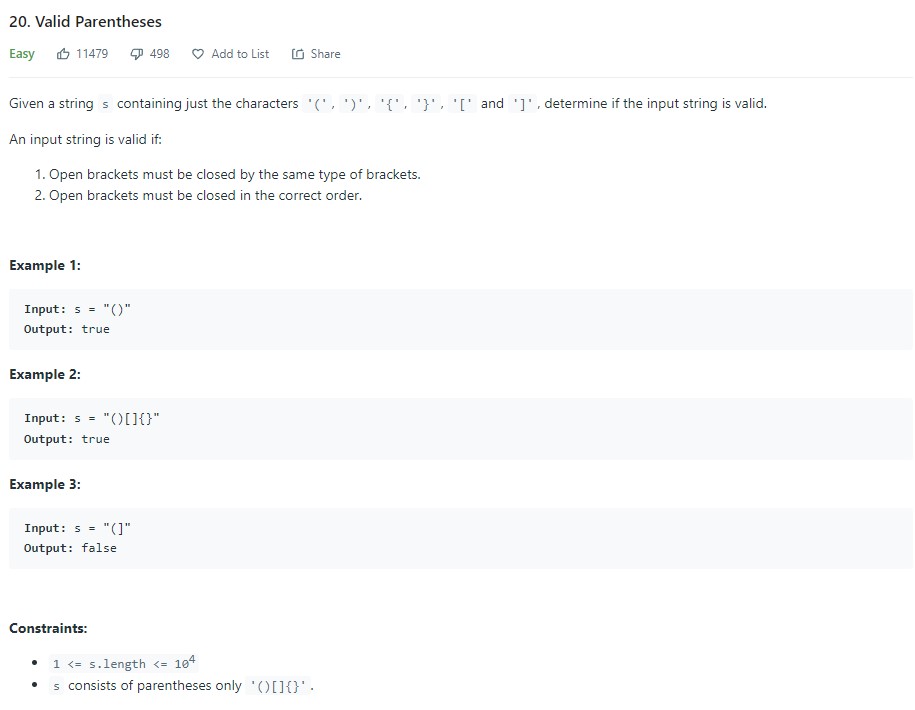 20. Valid Parentheses
Easy 11479 498 Add to List Share
Given a string s containing just the characters '(', ')', '{', '}', '[' and ']', determine if the input string is valid.
An input string is valid if:
1. Open brackets must be closed by the same type of brackets.
2. Open brackets must be closed in the correct order.
Example 1:
Input: s = "()"
Output: true
Example 2:
Input: s = "()[]{}"
Output: true
Example 3:
Input: s = "(]"
Output: false
Constraints:
• 1 <= s.length <= 10⁴
• s consists of parentheses only '()[]{}'.